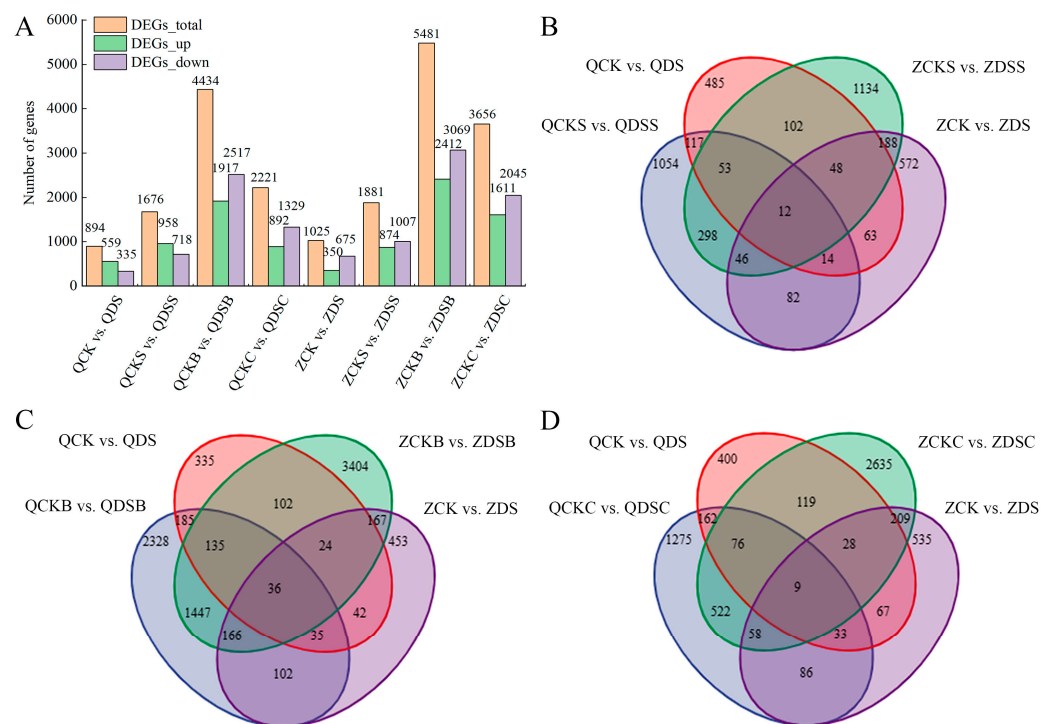 A
6000
5000
4000
3000
2000
1000
0
Number of genes
DEGs_total
DEGs_up
DEGs_down
894
559
335
1676
958
718
4434
1917
2517
2221
892
1329
1025
350
675
1881
874
1007
5481
2412
3069
3656
1611
2045
QCK vs. QDS
QCKS vs. QDSS
QCKB vs. QDSB
QCKC vs. QDSC
ZCK vs. ZDS
ZCKS vs. ZDSS
ZCKB vs. ZDSB
ZCKC vs. ZDSC
B
QCK vs. QDS
ZCKS vs. ZDSS
QCKS vs. QDSS
ZCK vs. ZDS
485
1134
102
117
188
1054
572
53
48
12
298
63
46
14
82
C
QCK vs. QDS
ZCKB vs. ZDSB
QCKB vs. QDSB
ZCK vs. ZDS
335
3404
102
185
167
2328
453
135
24
36
1447
42
166
35
102
D
QCK vs. QDS
ZCKC vs. ZDSC
QCKC vs. QDSC
ZCK vs. ZDS
400
2635
119
162
209
1275
535
76
28
9
522
67
58
33
86